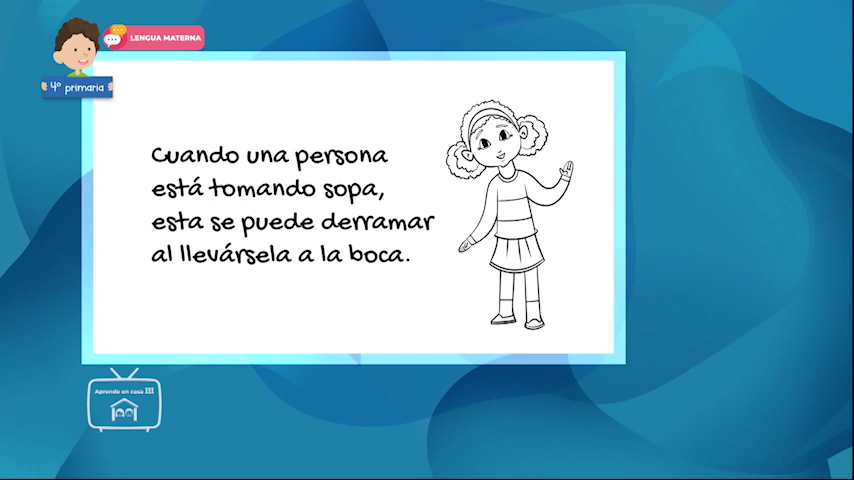 LENGUA MATERNA
4º primaria
Cuando una persona
está tomando sopa,
esta se puede derramar
al llevársela a la boca.
Aprende en casa III